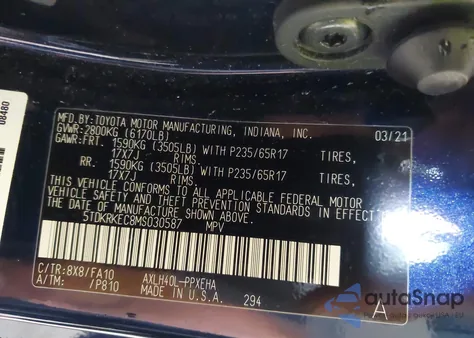 08480
MFD.BY:TOYOTA MOTOR MANUFACTURING, INDIANA, INC. 03/21
GVWR:2800KG (6170LB)
GAWR:FRT. 1590KG (3505LB) WITH P235/65R17 TIRES,
17X7J RIMS,
RR. 1590KG (3505LB) WITH P235/65R17 TIRES,
17X7J RIMS,
THIS VEHICLE CONFORMS TO ALL APPLICABLE FEDERAL MOTOR
VEHICLE SAFETY AND THEFT PREVENTION STANDARDS IN EFFECT ON
THE DATE OF MANUFACTURE SHOWN ABOVE.
5TDKRKEC8MS030587 MPV
C/TR:8X8/FA10 AXLH40L-PPXEHA
A/TM: /P810 MADE IN U.S.A. 294 A
autoSnap